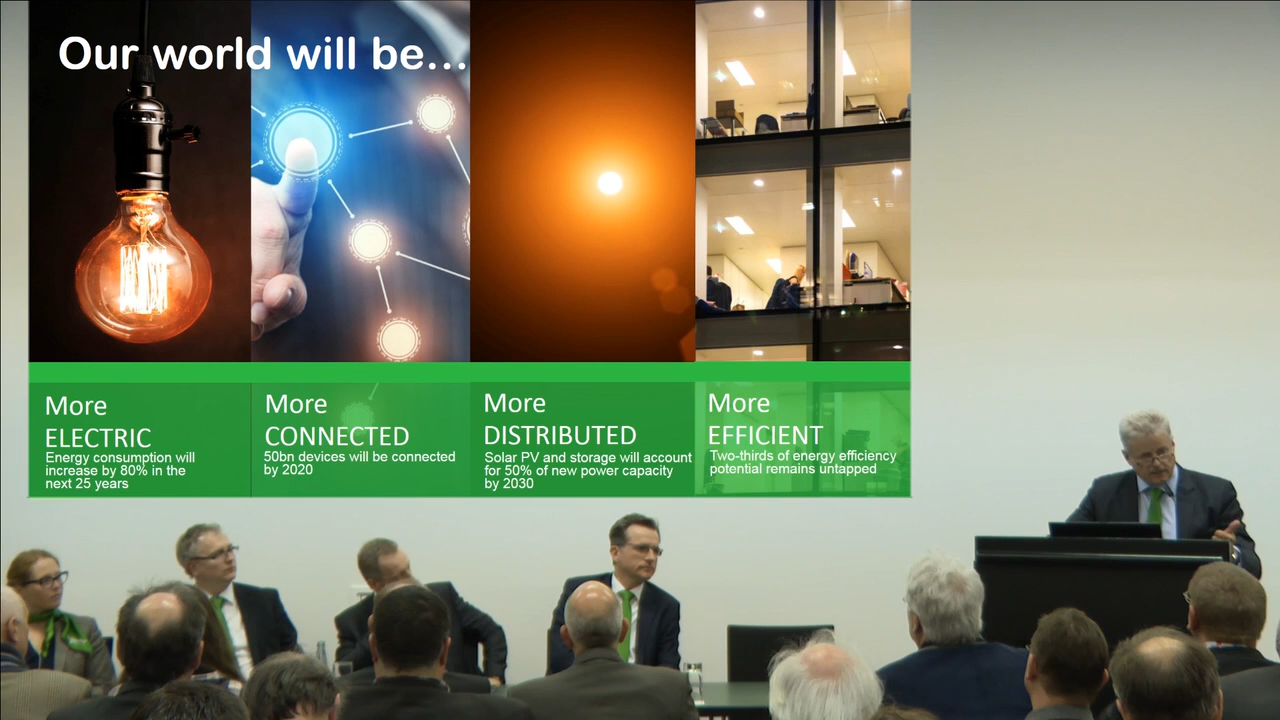 Our world will be...
More
ELECTRIC
Energy consumption will
increase by 80% in the
next 25 years
More
CONNECTED
50bn devices will be connected
by 2020
More
DISTRIBUTED
Solar PV and storage will account
for 50% of new power capacity
by 2030
More
EFFICIENT
Two-thirds of energy efficiency
potential remains untapped